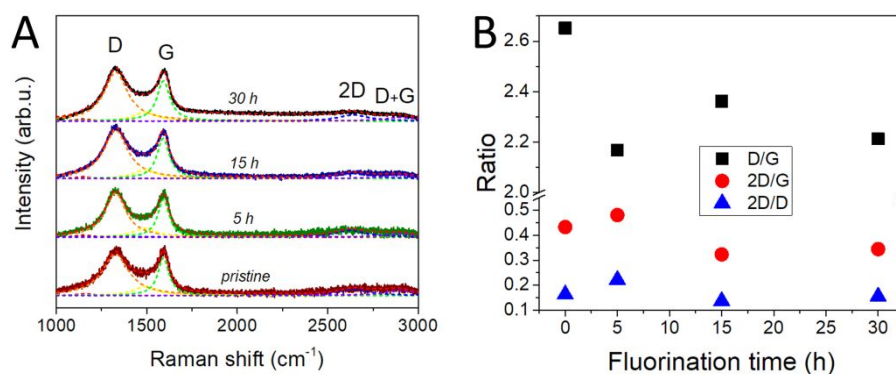 A
D
G
30 h
2D
D+G
15 h
5 h
pristine
Intensity (arb.u.)
1000
1500
2000
2500
3000
Raman shift (cm⁻¹)
B
2.6
2.4
2.2
2.0
0.5
0.4
0.3
0.2
0.1
Ratio
D/G
2D/G
2D/D
0
5
10
15
20
25
30
Fluorination time (h)